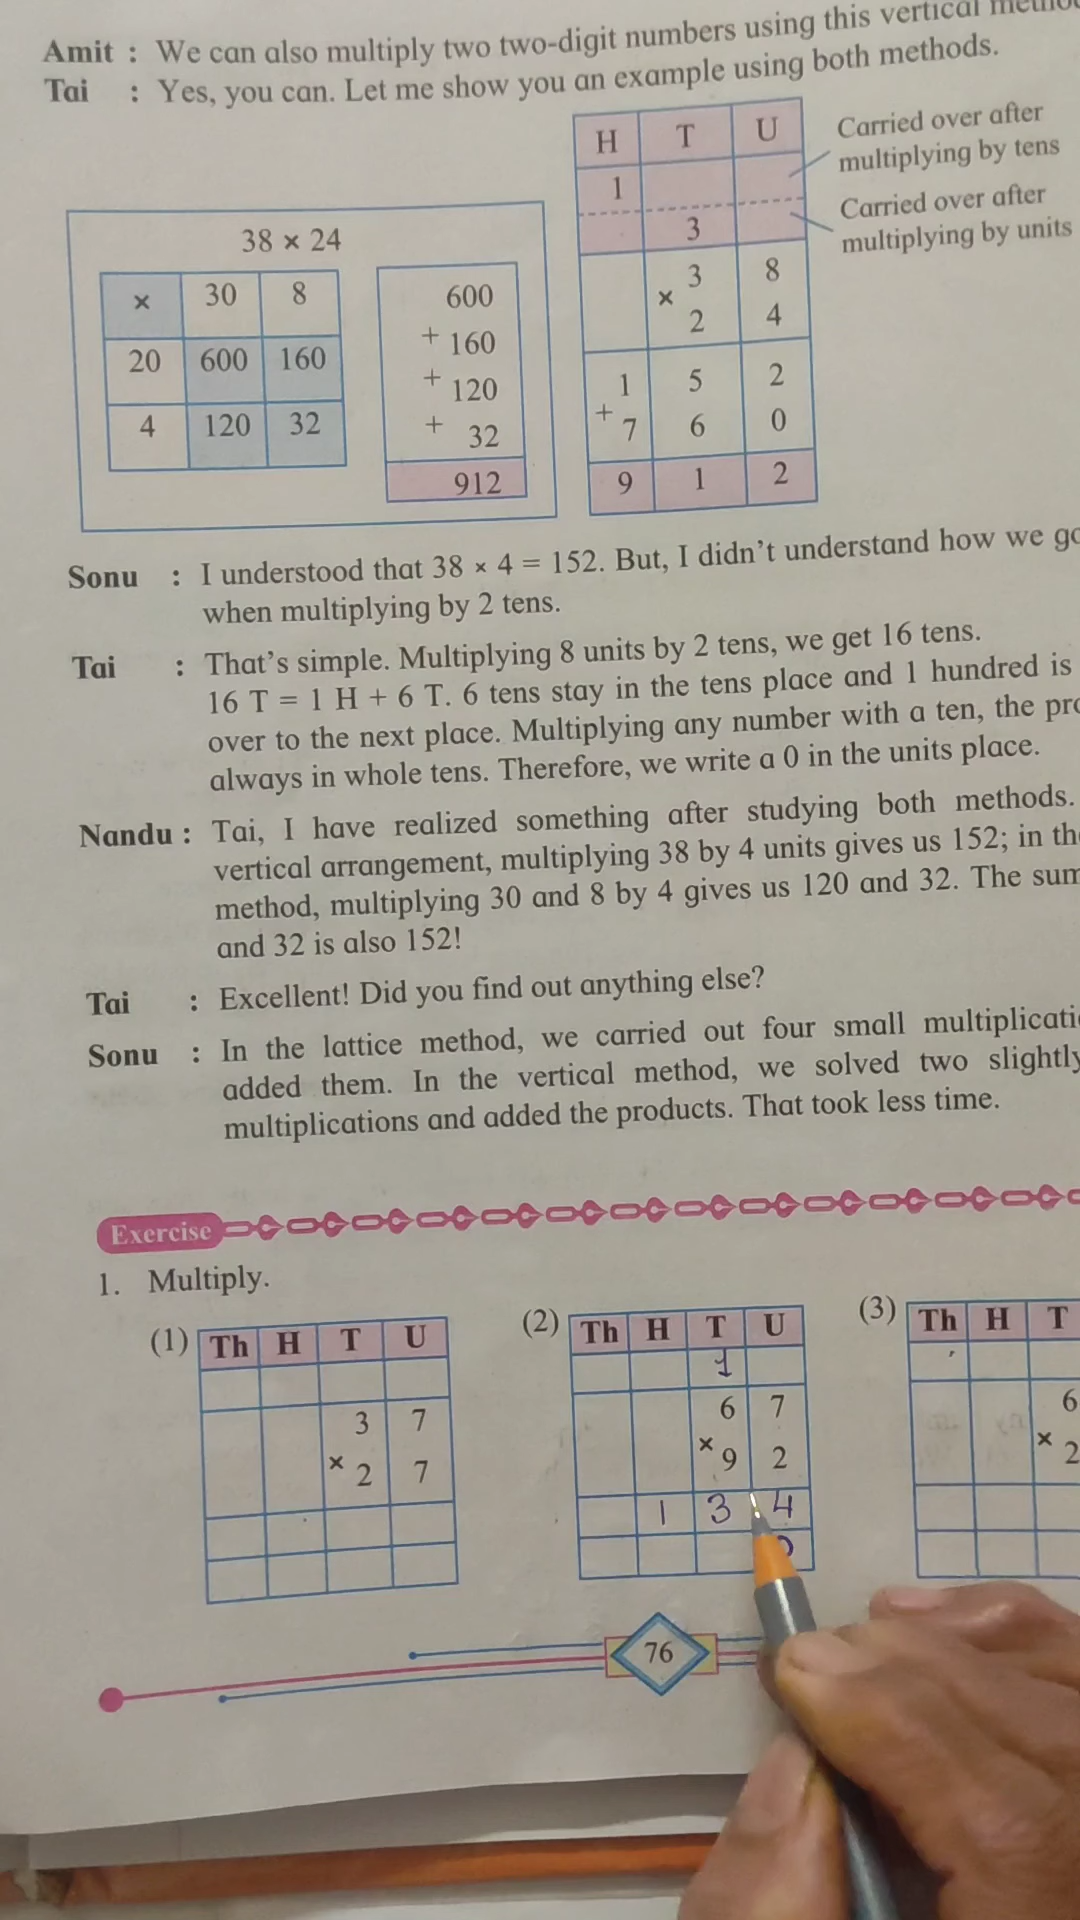 Amit : We can also multiply two two-digit numbers using this vertical
Tai : Yes, you can. Let me show you an example using both methods.
H T U
1
3
3 8
× 2 4
1 5 2
+ 7 6 0
9 1 2
Carried over after
multiplying by tens
Carried over after
multiplying by units
38 × 24
× 30 8
20 600 160
4 120 32
600
+ 160
+ 120
+ 32
912
Sonu : I understood that 38 × 4 = 152. But, I didn't understand how we
when multiplying by 2 tens.
Tai : That's simple. Multiplying 8 units by 2 tens, we get 16 tens.
16 T = 1 H + 6 T. 6 tens stay in the tens place and 1 hundred is
over to the next place. Multiplying any number with a ten, the
always in whole tens. Therefore, we write a 0 in the units place.
Nandu : Tai, I have realized something after studying both methods.
vertical arrangement, multiplying 38 by 4 units gives us 152; in
method, multiplying 30 and 8 by 4 gives us 120 and 32. The sum
and 32 is also 152!
Tai : Excellent! Did you find out anything else?
Sonu : In the lattice method, we carried out four small
added them. In the vertical method, we solved two slightly
multiplications and added the products. That took less time.
Exercise
1. Multiply.
(1) Th H T U
3 7
× 2 7
(2) Th H T U
1
6 7
× 9 2
1 3 4
0
(3) Th H T
6
× 2
76